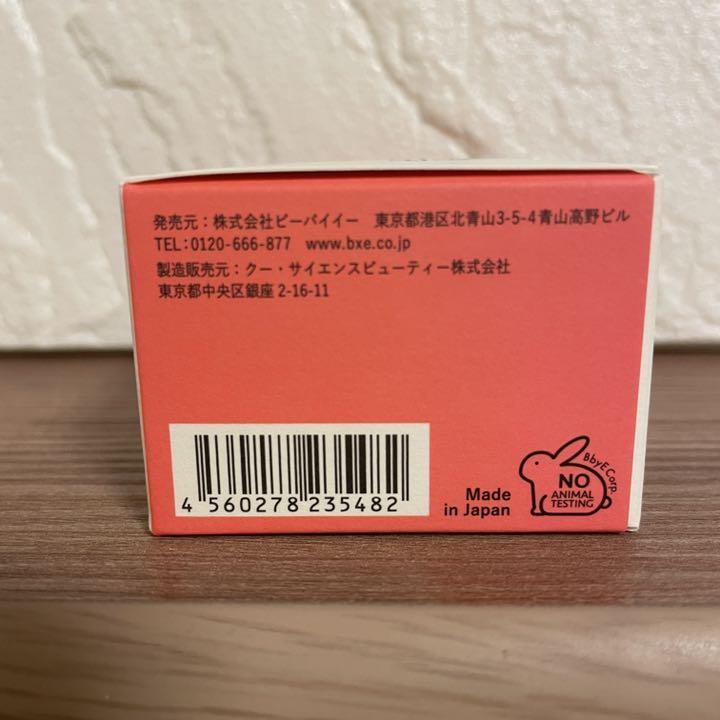 発売元：株式会社ビーバイイー　東京都港区北青山3-5-4青山高野ビル
TEL：0120-666-877　www.bxe.co.jp
製造販売元：クー・サイエンスビューティー株式会社
東京都中央区銀座2-16-11
4 560278 235482
Made
in Japan
BbyE Corp.
NO
ANIMAL
TESTING